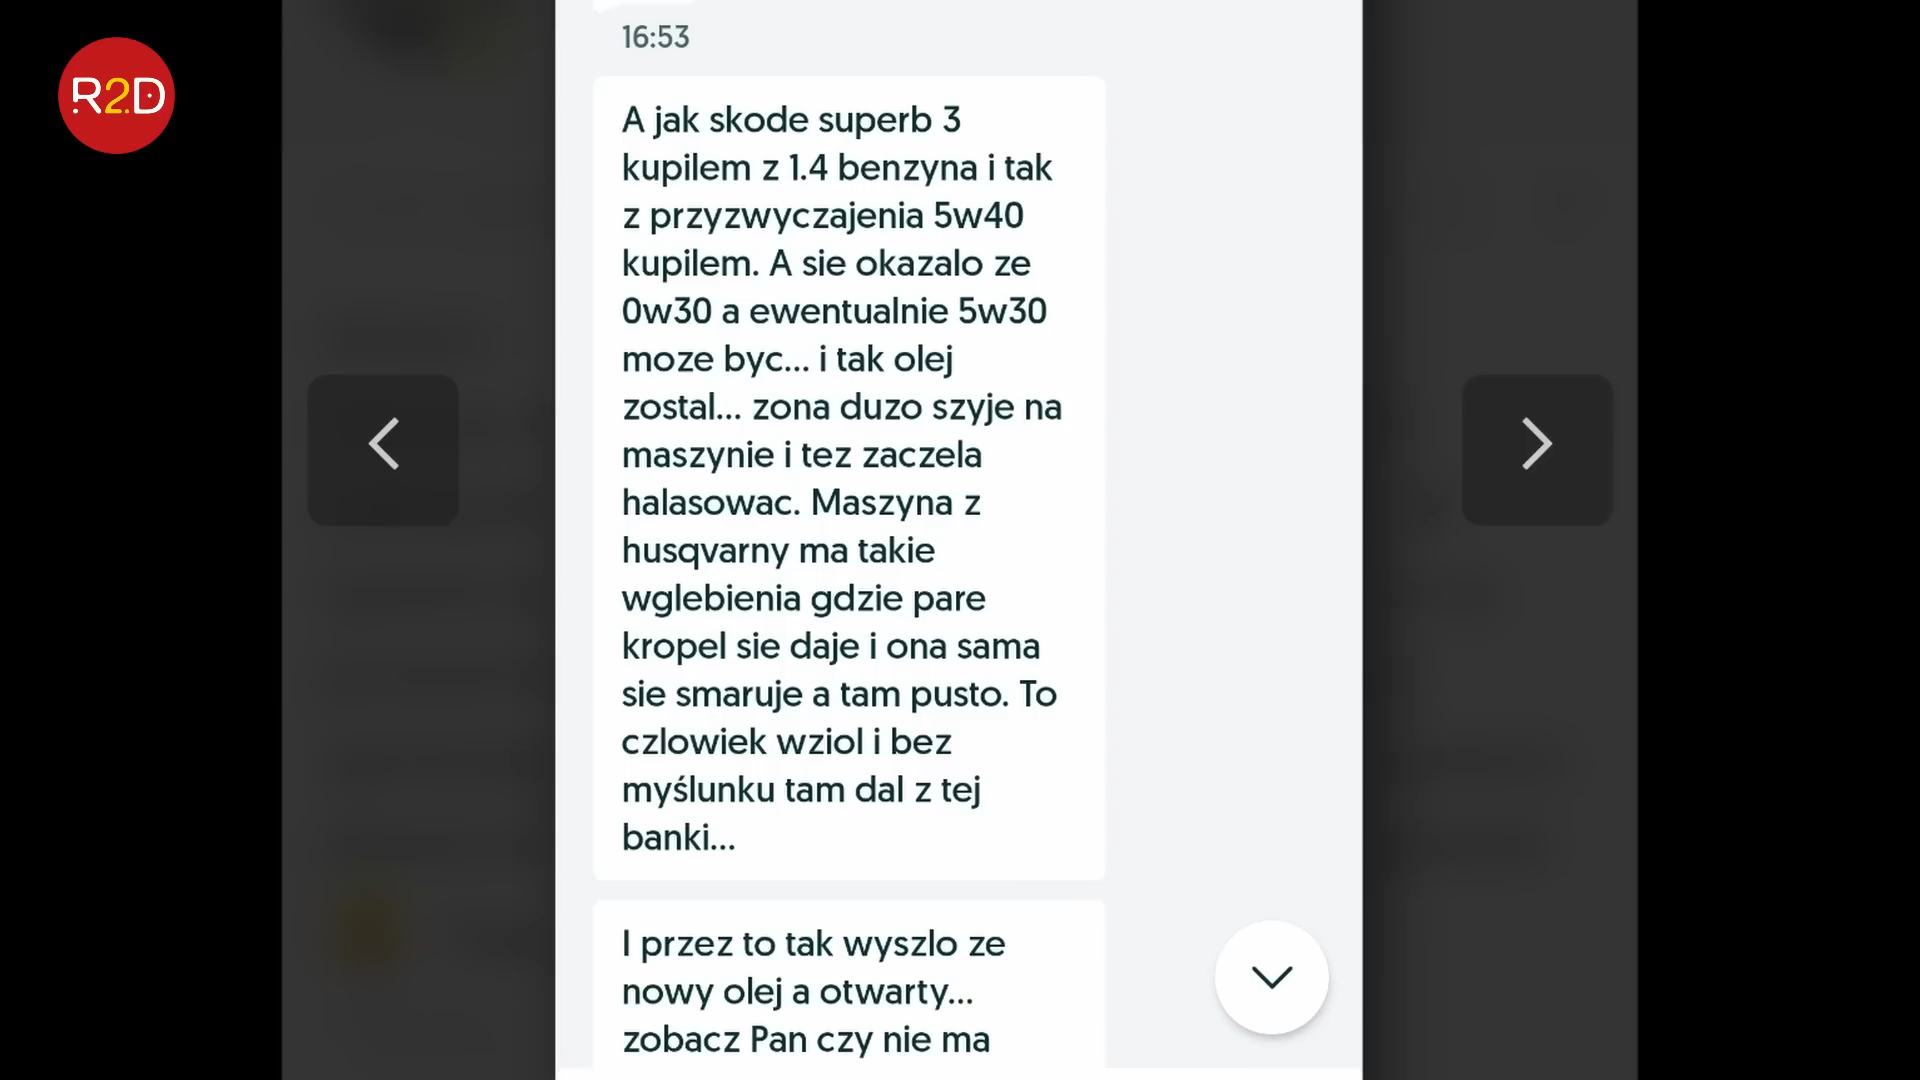 R2D
16:53
A jak skode superb 3
kupilem z 1.4 benzyna i tak
z przyzwyczajenia 5w40
kupilem. A sie okazalo ze
0w30 a ewentualnie 5w30
moze byc... i tak olej
zostal... zona duzo szyje na
maszynie i tez zaczela
halasowac. Maszyna z
husqvarny ma takie
wglebienia gdzie pare
kropel sie daje i ona sama
sie smaruje a tam pusto. To
czlowiek wziol i bez
myślunku tam dal z tej
banki...
I przez to tak wyszlo ze
nowy olej a otwarty...
zobacz Pan czy nie ma